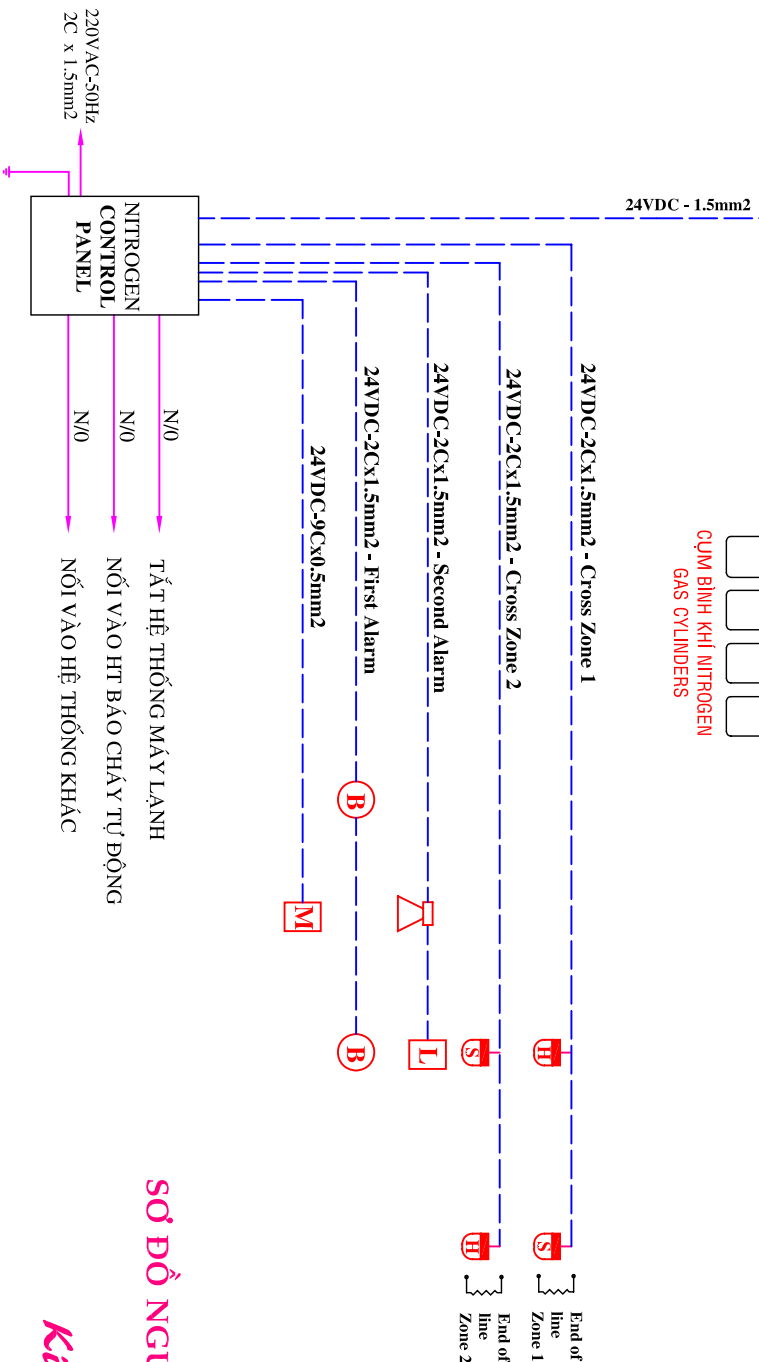 24VDC - 1.5mm2
CỤM BÌNH KHÍ NITROGEN
GAS CYLINDERS
24VDC-2Cx1.5mm2 - Cross Zone 1
24VDC-2Cx1.5mm2 - Cross Zone 2
24VDC-2Cx1.5mm2 - Second Alarm
24VDC-2Cx1.5mm2 - First Alarm
24VDC-9Cx0.5mm2
H
S
End of
line
Zone 1
S
H
End of
line
Zone 2
L
B
B
M
220VAC-50Hz
2C x 1.5mm2
NITROGEN
CONTROL
PANEL
N/0
TẮT HỆ THỐNG MÁY LẠNH
N/0
NỐI VÀO HT BÁO CHÁY TỰ ĐỘNG
N/0
NỐI VÀO HỆ THỐNG KHÁC
SƠ ĐỒ